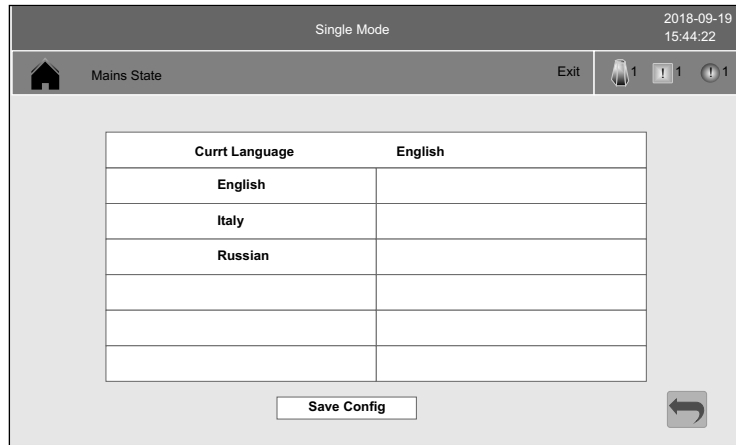 Single Mode
2018-09-19
15:44:22
Mains State
Exit
1
! 1
! 1
Currt Language English
English
Italy
Russian
Save Config